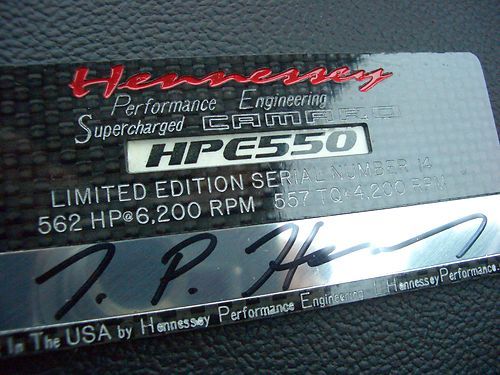 Hennessey
Performance Engineering
Supercharged CAMARO
HPE550
LIMITED EDITION SERIAL NUMBER 14
562 HP@6,200 RPM 557 TQ@4,200 RPM
J. P. Hennessey
In The USA by Hennessey Performance Engineering / HennesseyPerformance.